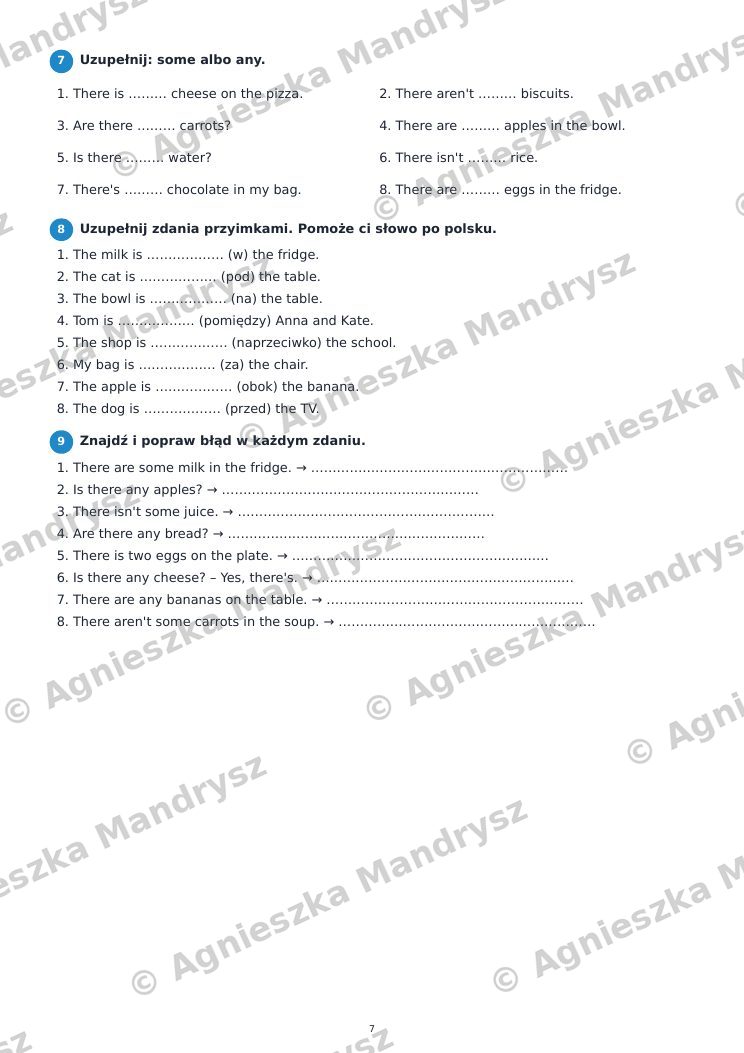 7 Uzupełnij: some albo any.
1. There is ……… cheese on the pizza.
2. There aren't ……… biscuits.
3. Are there ……… carrots?
4. There are ……… apples in the bowl.
5. Is there ……… water?
6. There isn't ……… rice.
7. There's ……… chocolate in my bag.
8. There are ……… eggs in the fridge.
8 Uzupełnij zdania przyimkami. Pomoże ci słowo po polsku.
1. The milk is ……………… (w) the fridge.
2. The cat is ……………… (pod) the table.
3. The bowl is ……………… (na) the table.
4. Tom is ……………… (pomiędzy) Anna and Kate.
5. The shop is ……………… (naprzeciwko) the school.
6. My bag is ……………… (za) the chair.
7. The apple is ……………… (obok) the banana.
8. The dog is ……………… (przed) the TV.
9 Znajdź i popraw błąd w każdym zdaniu.
1. There are some milk in the fridge. → ……………………………………………………
2. Is there any apples? → ……………………………………………………
3. There isn't some juice. → ……………………………………………………
4. Are there any bread? → ……………………………………………………
5. There is two eggs on the plate. → ……………………………………………………
6. Is there any cheese? – Yes, there's. → ……………………………………………………
7. There are any bananas on the table. → ……………………………………………………
8. There aren't some carrots in the soup. → ……………………………………………………
© Agnieszka Mandrysz
7